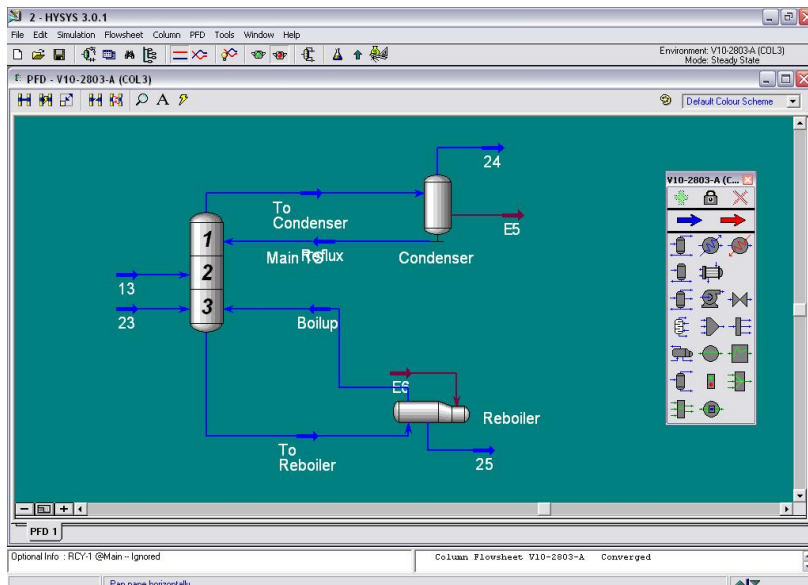 2 - HYSYS 3.0.1
File Edit Simulation Flowsheet Column PFD Tools Window Help
Environment: V10-2803-A (COL3)
Mode: Steady State
PFD - V10-2803-A (COL3)
A
Default Colour Scheme
24
V10-2803-A (C...
To
Condenser
E5
1
Main TS
Reflux
Condenser
2
13
3
23
Boilup
E6
Reboiler
To
Reboiler
25
PFD 1
Optional Info : RCY-1 @Main -- Ignored
Column Flowsheet V10-2803-A Converged
Pan pane horizontally